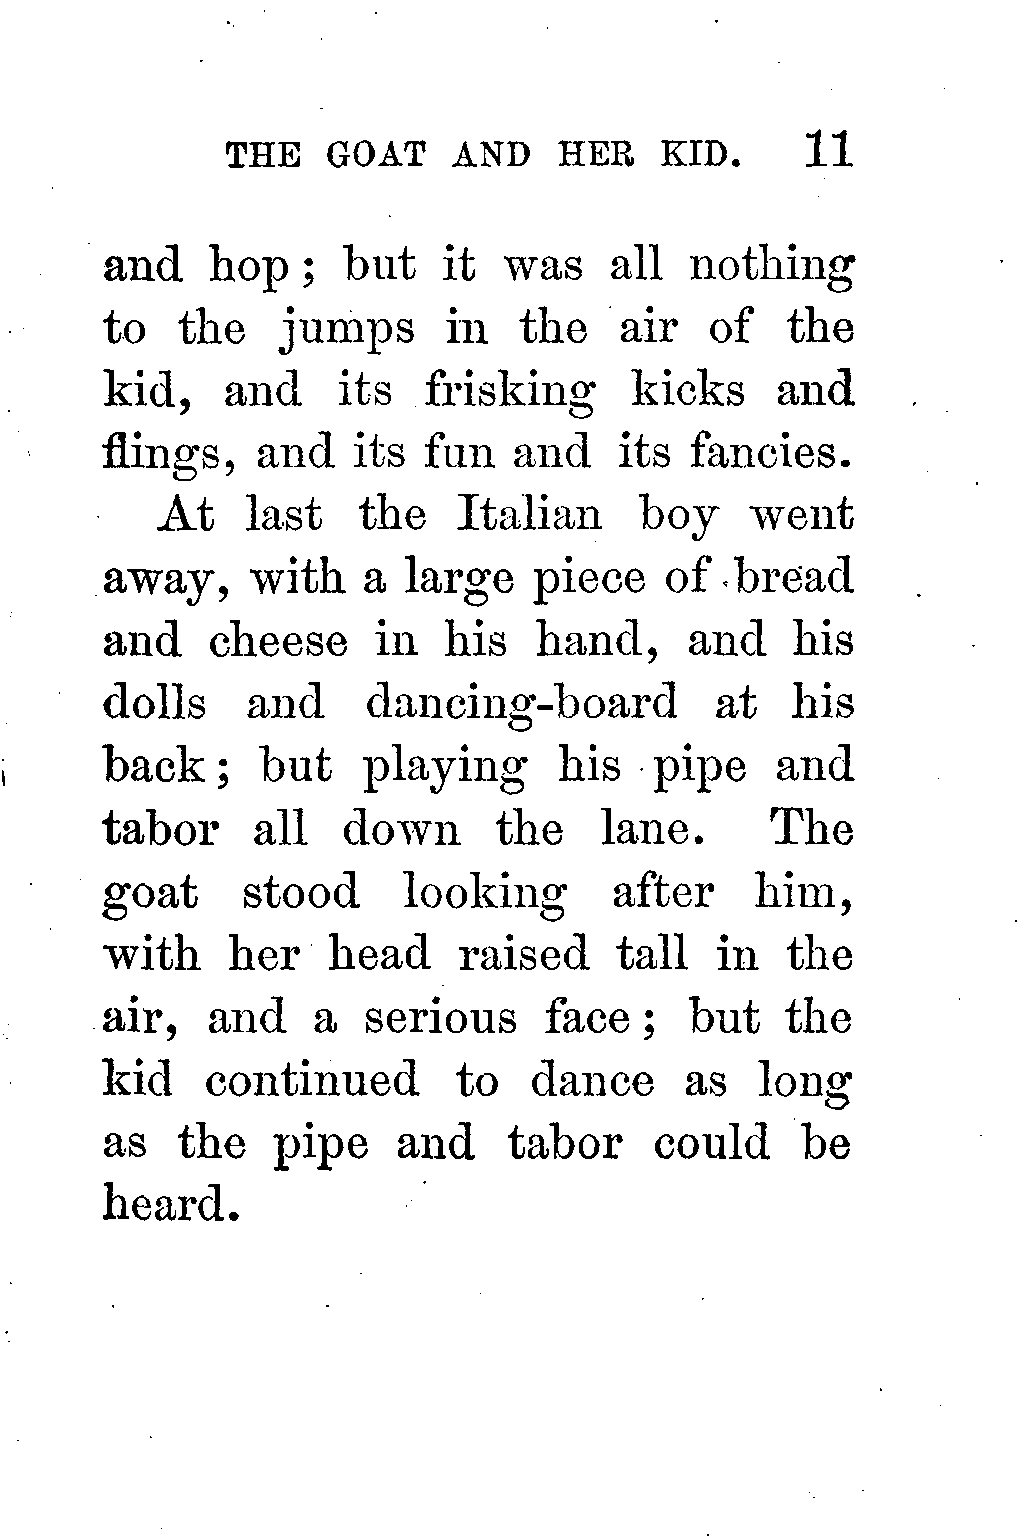 THE GOAT AND HER KID. 11
and hop ; but it was all nothing
to the jumps in the air of the
kid, and its frisking kicks and
flings, and its fun and its fancies.
At last the Italian boy went
away, with a large piece of bread
and cheese in his hand, and his
dolls and dancing-board at his
back ; but playing his pipe and
tabor all down the lane. The
goat stood looking after him,
with her head raised tall in the
air, and a serious face ; but the
kid continued to dance as long
as the pipe and tabor could be
heard.